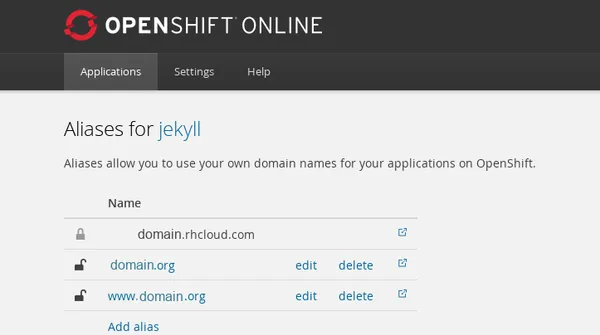 OPENSHIFT ONLINE
Applications Settings Help
Aliases for jekyll
Aliases allow you to use your own domain names for your applications on OpenShift.
Name
domain.rhcloud.com
domain.org edit delete
www.domain.org edit delete
Add alias